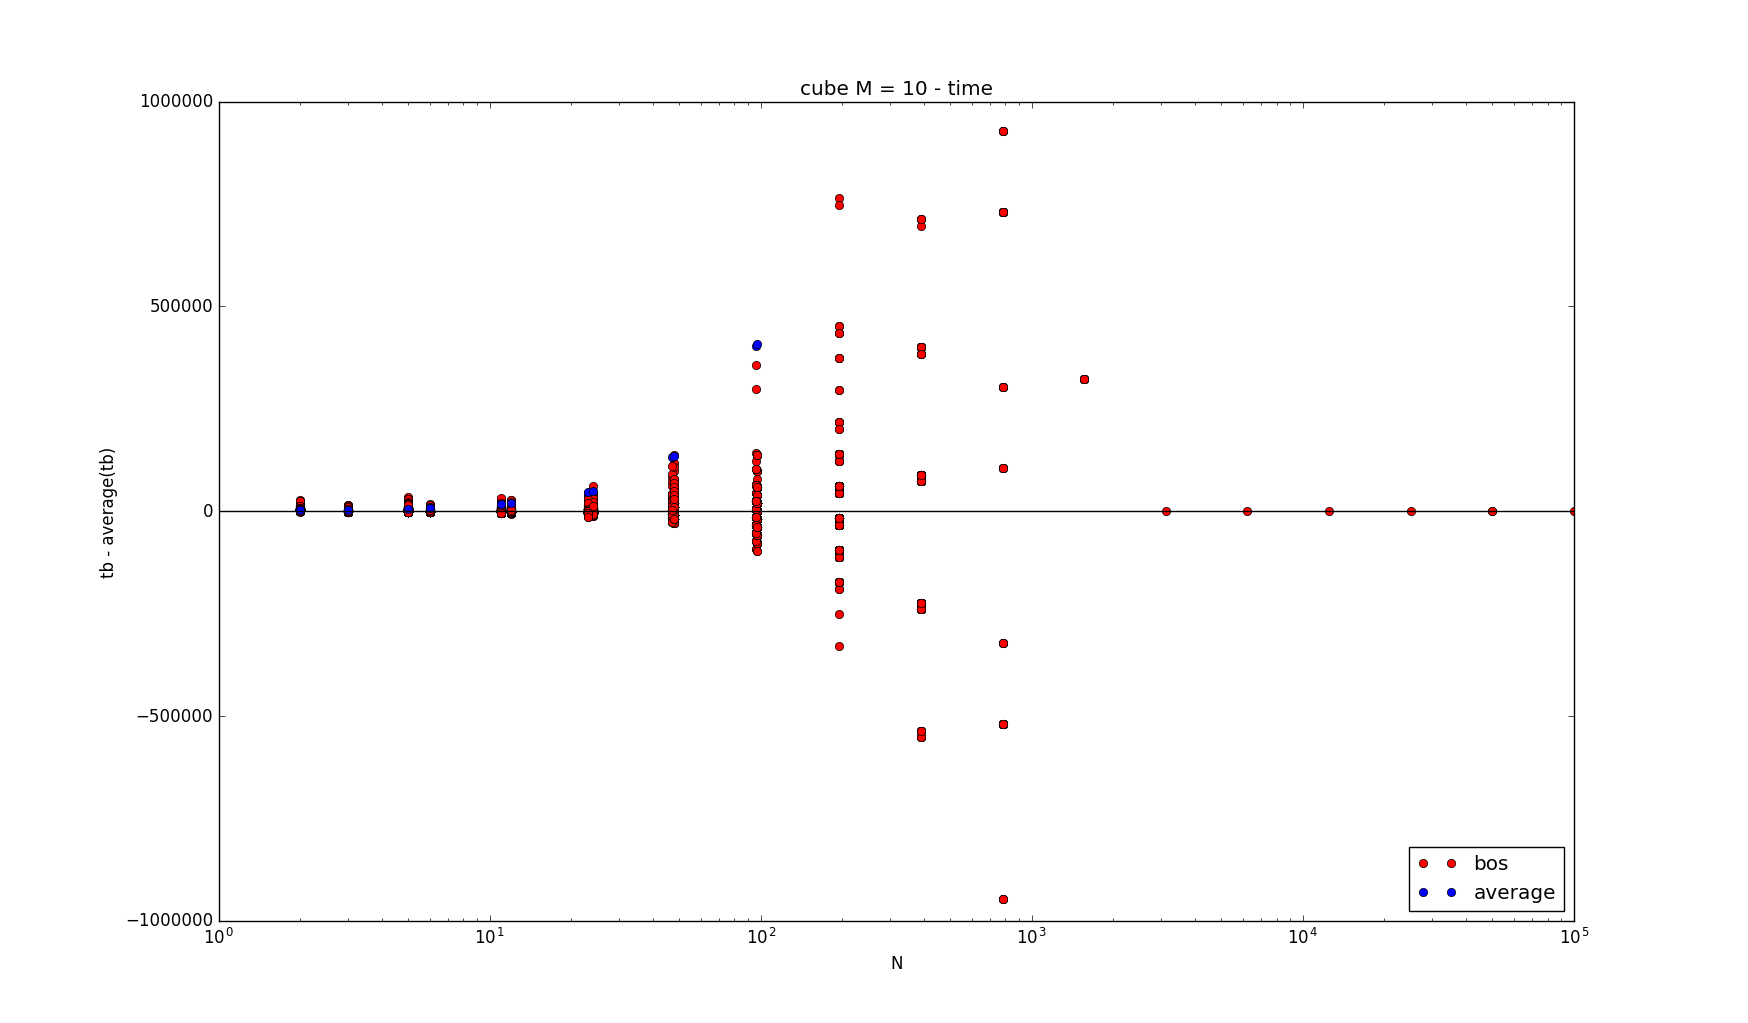 cube M = 10 - time
1000000
500000
0
−500000
−1000000
tb - average(tb)
10^0 10^1 10^2 10^3 10^4 10^5
N
bos
average